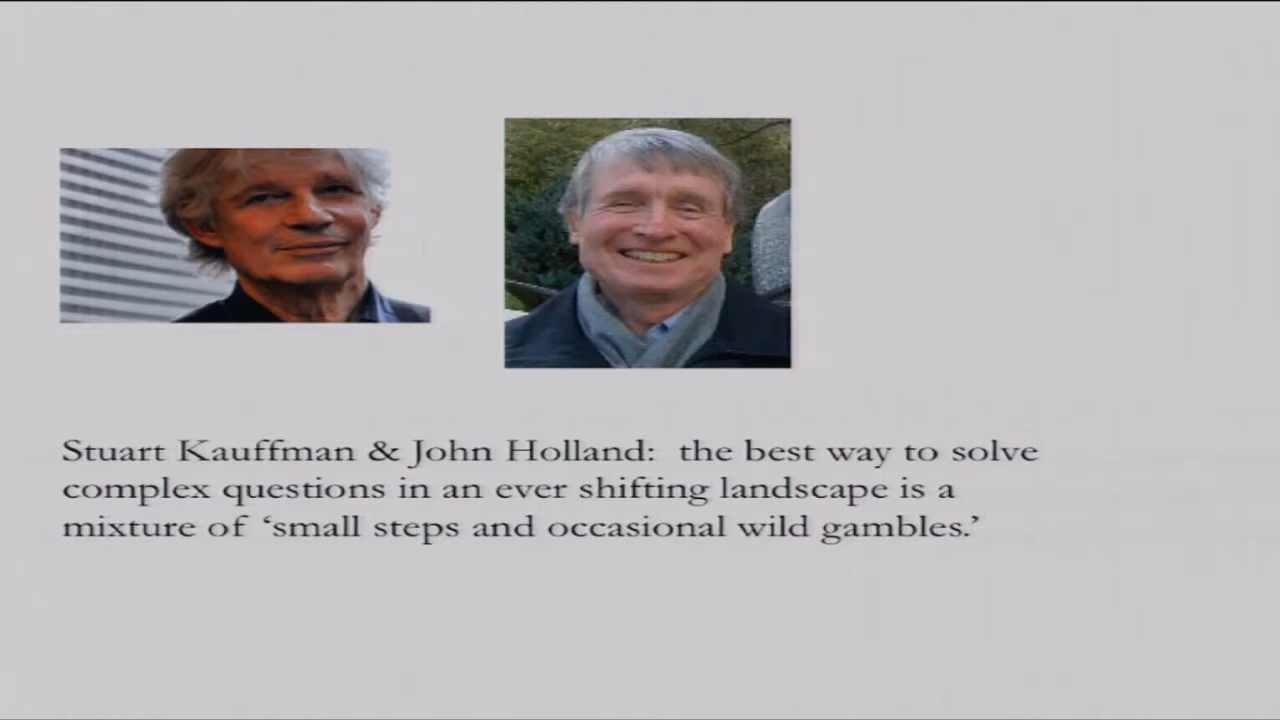 Stuart Kauffman & John Holland:  the best way to solve
complex questions in an ever shifting landscape is a
mixture of ‘small steps and occasional wild gambles.’